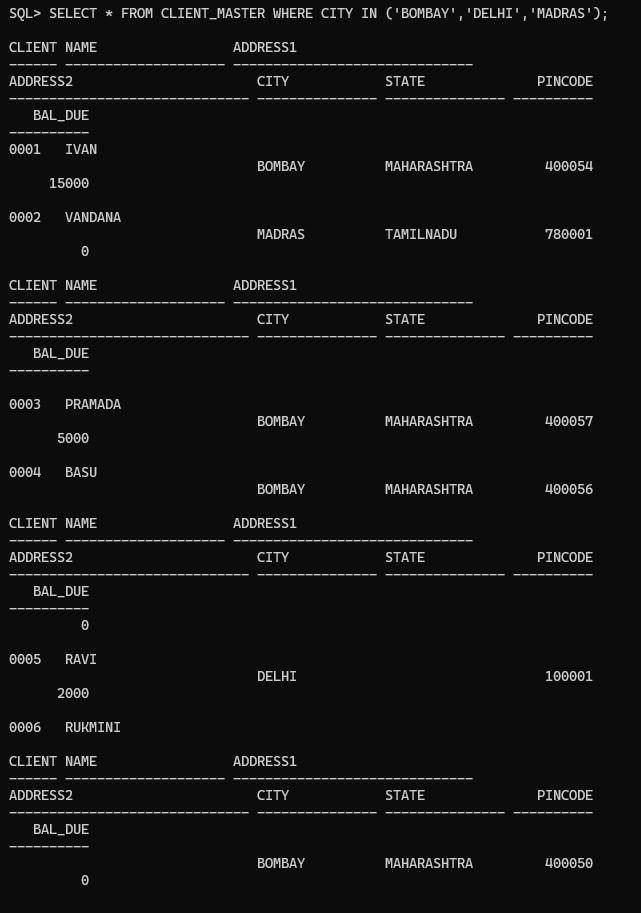 SQL> SELECT * FROM CLIENT_MASTER WHERE CITY IN ('BOMBAY','DELHI','MADRAS');
CLIENT NAME                 ADDRESS1
------ -------------------- ------------------------------
ADDRESS2                       CITY            STATE              PINCODE
------------------------------ --------------- --------------- ----------
   BAL_DUE
----------
0001   IVAN
                               BOMBAY          MAHARASHTRA         400054
     15000
0002   VANDANA
                               MADRAS          TAMILNADU           780001
         0
CLIENT NAME                 ADDRESS1
------ -------------------- ------------------------------
ADDRESS2                       CITY            STATE              PINCODE
------------------------------ --------------- --------------- ----------
   BAL_DUE
----------
0003   PRAMADA
                               BOMBAY          MAHARASHTRA         400057
      5000
0004   BASU
                               BOMBAY          MAHARASHTRA         400056
CLIENT NAME                 ADDRESS1
------ -------------------- ------------------------------
ADDRESS2                       CITY            STATE              PINCODE
------------------------------ --------------- --------------- ----------
   BAL_DUE
----------
         0
0005   RAVI
                               DELHI                               100001
      2000
0006   RUKMINI
CLIENT NAME                 ADDRESS1
------ -------------------- ------------------------------
ADDRESS2                       CITY            STATE              PINCODE
------------------------------ --------------- --------------- ----------
   BAL_DUE
----------
                               BOMBAY          MAHARASHTRA         400050
         0